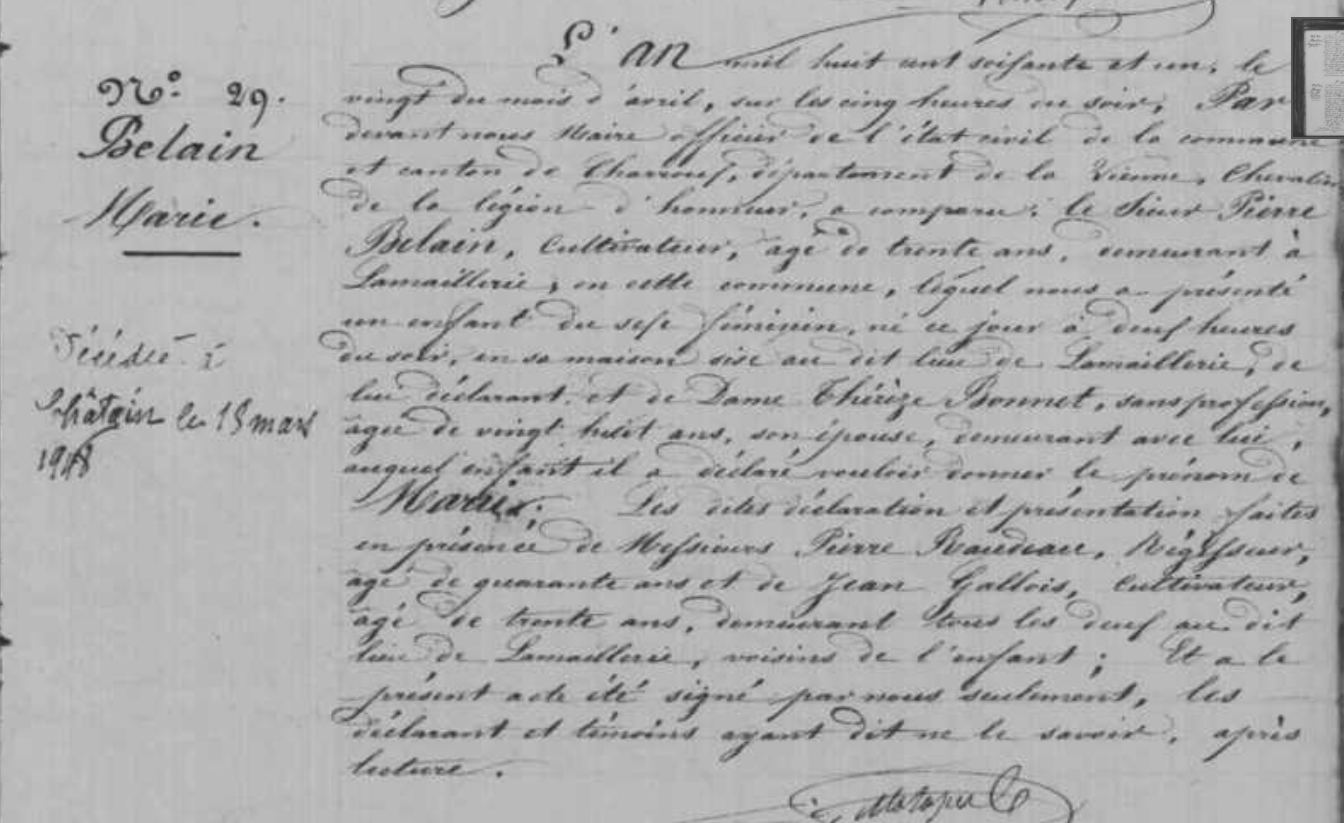 N° 29.
Belain
Marie.
Décédée à
Châtain le 18 mars
1948
L'an mil huit cent soixante et un, le
vingt du mois d'avril, sur les cinq heures du soir, Par
devant nous Maire officier de l'état civil de la commune
et canton de Charroux, département de la Vienne, Chevalier
de la légion d'honneur, a comparu: le Sieur Pierre
Belain, Cultivateur, âgé de trente ans, demeurant à
Lamaillerie, en cette commune, lequel nous a présenté
un enfant du sexe féminin, né ce jour à deux heures
du soir, en sa maison sise au dit lieu de Lamaillerie, de
lui déclarant, et de Dame Thérèze Bonnet, sans profession,
âgée de vingt huit ans, son épouse, demeurant avec lui,
auquel enfant il a déclaré vouloir donner le prénom de
Marie. Les dites déclaration et présentation faites
en présence de Messieurs Pierre Raudeau, Régisseur,
âgé de quarante ans et de Jean Gallois, Cultivateur,
âgé de trente ans, demeurant tous les deux au dit
lieu de Lamaillerie, voisins de l'enfant; Et a le
présent acte été signé par nous seulement, les
déclarant et témoins ayant dit ne le savoir, après
lecture.